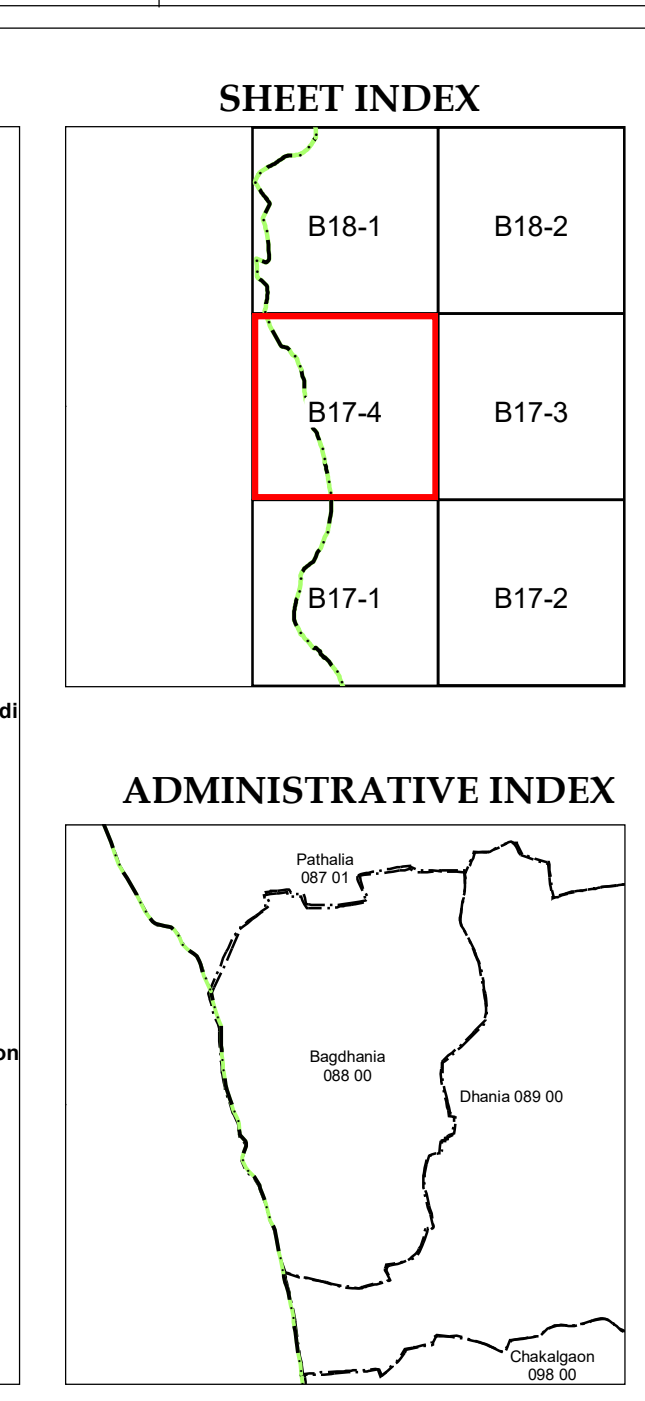 SHEET INDEX
B18-1
B18-2
B17-4
B17-3
B17-1
B17-2
di
ADMINISTRATIVE INDEX
Pathalia
087 01
on
Bagdhania
088 00
Dhania 089 00
Chakalgaon
098 00